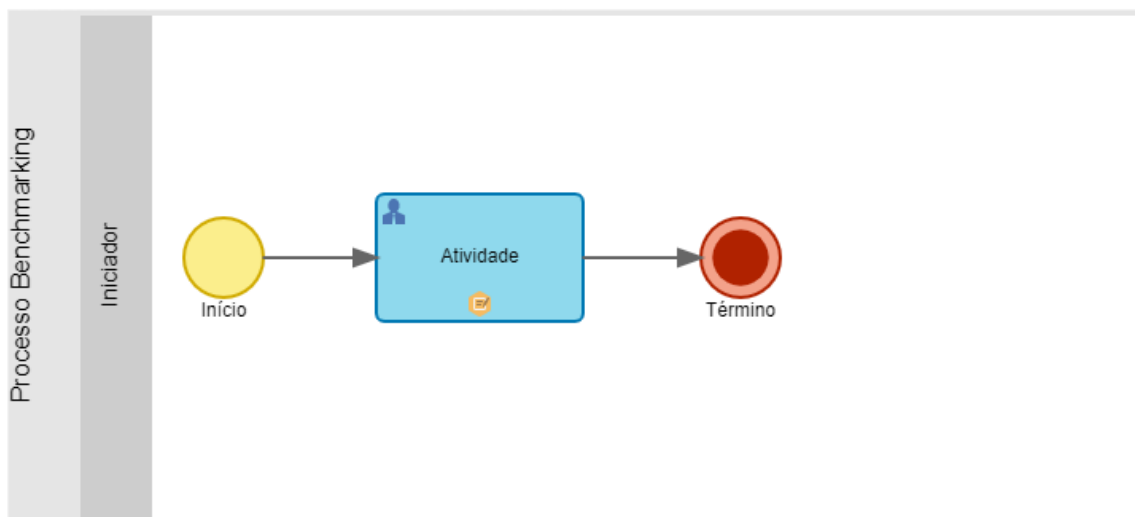 Processo Benchmarking
Iniciador
Início
Atividade
Término